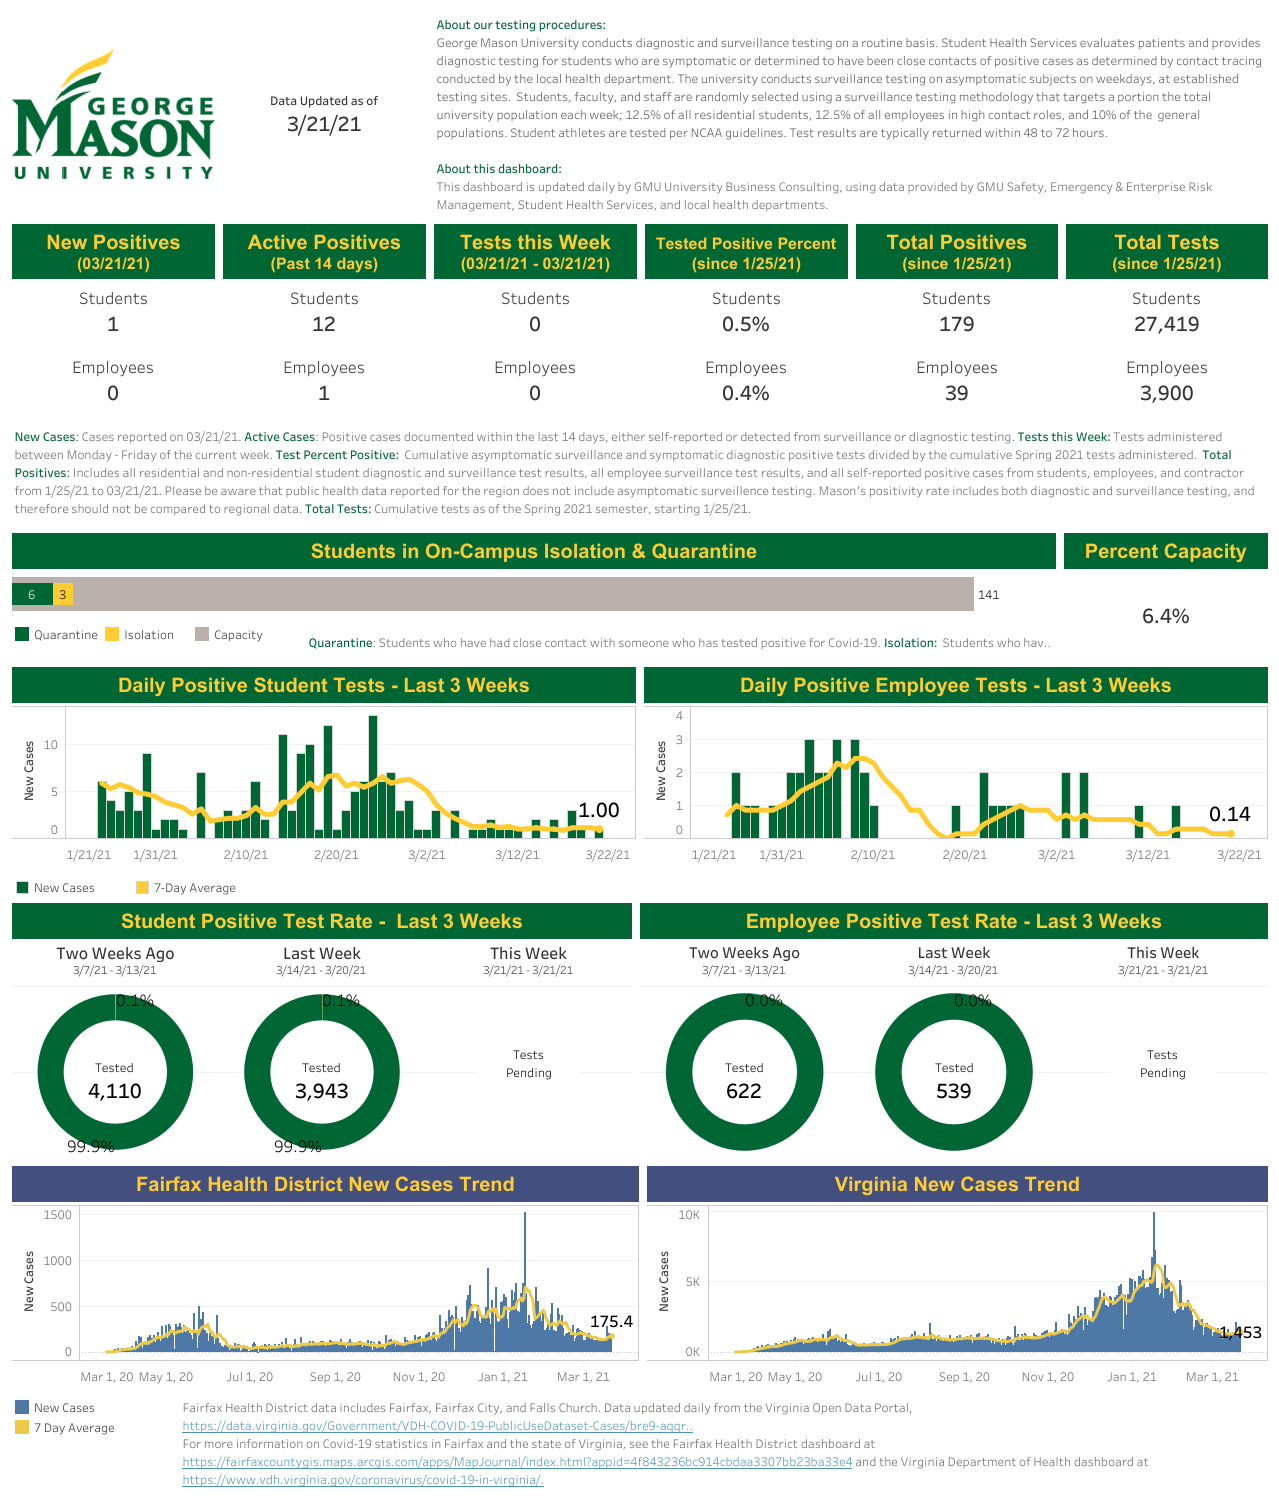 About our testing procedures:
George Mason University conducts diagnostic and surveillance testing on a routine basis. Student Health Services evaluates patients and provides
diagnostic testing for students who are symptomatic or determined to have been close contacts of positive cases as determined by contact tracing
conducted by the local health department. The university conducts surveillance testing on asymptomatic subjects on weekdays, at established
testing sites. Students, faculty, and staff are randomly selected using a surveillance testing methodology that targets a portion the total
university population each week; 12.5% of all residential students, 12.5% of all employees in high contact roles, and 10% of the general
populations. Student athletes are tested per NCAA guidelines. Test results are typically returned within 48 to 72 hours.
GEORGE
MASON
UNIVERSITY
Data Updated as of
3/21/21
About this dashboard:
This dashboard is updated daily by GMU University Business Consulting, using data provided by GMU Safety, Emergency & Enterprise Risk
Management, Student Health Services, and local health departments.
New Positives Active Positives Tests this Week Tested Positive Percent Total Positives Total Tests
(03/21/21) (Past 14 days) (03/21/21 - 03/21/21) (since 1/25/21) (since 1/25/21) (since 1/25/21)
Students Students Students Students Students Students
1 12 0 0.5% 179 27,419
Employees Employees Employees Employees Employees Employees
0 1 0 0.4% 39 3,900
New Cases: Cases reported on 03/21/21. Active Cases: Positive cases documented within the last 14 days, either self-reported or detected from surveillance or diagnostic testing. Tests this Week: Tests administered
between Monday - Friday of the current week. Test Percent Positive: Cumulative asymptomatic surveillance and symptomatic diagnostic positive tests divided by the cumulative Spring 2021 tests administered. Total
Positives: Includes all residential and non-residential student diagnostic and surveillance test results, all employee surveillance test results, and all self-reported positive cases from students, employees, and contractor
from 1/25/21 to 03/21/21. Please be aware that public health data reported for the region does not include asymptomatic surveillence testing. Mason's positivity rate includes both diagnostic and surveillance testing, and
therefore should not be compared to regional data. Total Tests: Cumulative tests as of the Spring 2021 semester, starting 1/25/21.
Students in On-Campus Isolation & Quarantine Percent Capacity
6 3 141
6.4%
Quarantine Isolation Capacity
Quarantine: Students who have had close contact with someone who has tested positive for Covid-19. Isolation: Students who hav..
Daily Positive Student Tests - Last 3 Weeks
New Cases
10
5
0
1.00
1/21/21 1/31/21 2/10/21 2/20/21 3/2/21 3/12/21 3/22/21
New Cases 7-Day Average
Daily Positive Employee Tests - Last 3 Weeks
New Cases
4
3
2
1
0
0.14
1/21/21 1/31/21 2/10/21 2/20/21 3/2/21 3/12/21 3/22/21
Student Positive Test Rate - Last 3 Weeks
Two Weeks Ago Last Week This Week
3/7/21 - 3/13/21 3/14/21 - 3/20/21 3/21/21 - 3/21/21
0.1% 0.1%
Tested Tested Tests
4,110 3,943 Pending
99.9% 99.9%
Employee Positive Test Rate - Last 3 Weeks
Two Weeks Ago Last Week This Week
3/7/21 - 3/13/21 3/14/21 - 3/20/21 3/21/21 - 3/21/21
0.0% 0.0%
Tested Tested Tests
622 539 Pending
Fairfax Health District New Cases Trend
New Cases
1500
1000
500
0
175.4
Mar 1, 20 May 1, 20 Jul 1, 20 Sep 1, 20 Nov 1, 20 Jan 1, 21 Mar 1, 21
Virginia New Cases Trend
New Cases
10K
5K
0K
1,453
Mar 1, 20 May 1, 20 Jul 1, 20 Sep 1, 20 Nov 1, 20 Jan 1, 21 Mar 1, 21
New Cases
7 Day Average
Fairfax Health District data includes Fairfax, Fairfax City, and Falls Church. Data updated daily from the Virginia Open Data Portal,
https://data.virginia.gov/Government/VDH-COVID-19-PublicUseDataset-Cases/bre9-aqqr..
For more information on Covid-19 statistics in Fairfax and the state of Virginia, see the Fairfax Health District dashboard at
https://fairfaxcountygis.maps.arcgis.com/apps/MapJournal/index.html?appid=4f843236bc914cbdaa3307bb23ba33e4 and the Virginia Department of Health dashboard at
https://www.vdh.virginia.gov/coronavirus/covid-19-in-virginia/.